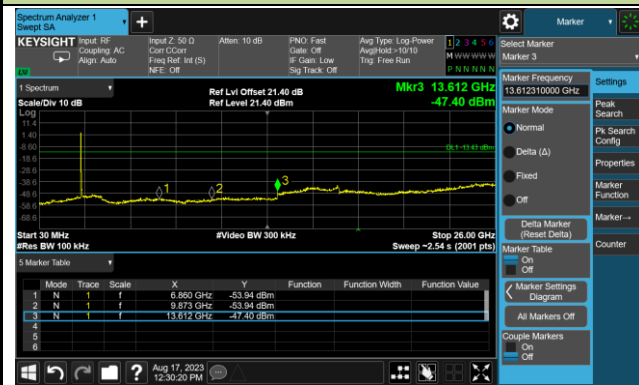 Spectrum Analyzer 1
Swept SA
KEYSIGHT
Input: RF
Coupling: AC
Align: Auto
Input Z: 50 Ω
Corr CCorr
Freq Ref: Int (S)
NFE: Off
Atten: 10 dB
PNO: Fast
Gate: Off
IF Gain: Low
Sig Track: Off
Avg Type: Log-Power
Avg|Hold:>10/10
Trig: Free Run
1 2 3 4 5 6
M W W W W W
P N N N N N
1 Spectrum
Scale/Div 10 dB
Log
Ref Lvl Offset 21.40 dB
Ref Level 21.40 dBm
Mkr3 13.612 GHz
-47.40 dBm
11.4
1.40
-8.60
DL1 -13.43 dBm
-18.6
-28.6
-38.6
-48.6
-58.6
-68.6
1
2
3
Start 30 MHz
#Res BW 100 kHz
#Video BW 300 kHz
Stop 26.00 GHz
Sweep ~2.54 s (2001 pts)
5 Marker Table
Mode Trace Scale X Y Function Function Width Function Value
1 N 1 f 6.860 GHz -53.94 dBm
2 N 1 f 9.873 GHz -53.94 dBm
3 N 1 f 13.612 GHz -47.40 dBm
4
5
6
Aug 17, 2023
12:30:20 PM
Marker
Select Marker
Marker 3
Marker Frequency
13.612310000 GHz
Marker Mode
Normal
Delta (Δ)
Fixed
Off
Delta Marker
(Reset Delta)
Marker Table
On
Off
Marker Settings
Diagram
All Markers Off
Couple Markers
On
Off
Settings
Peak
Search
Pk Search
Config
Properties
Marker
Function
Marker→
Counter